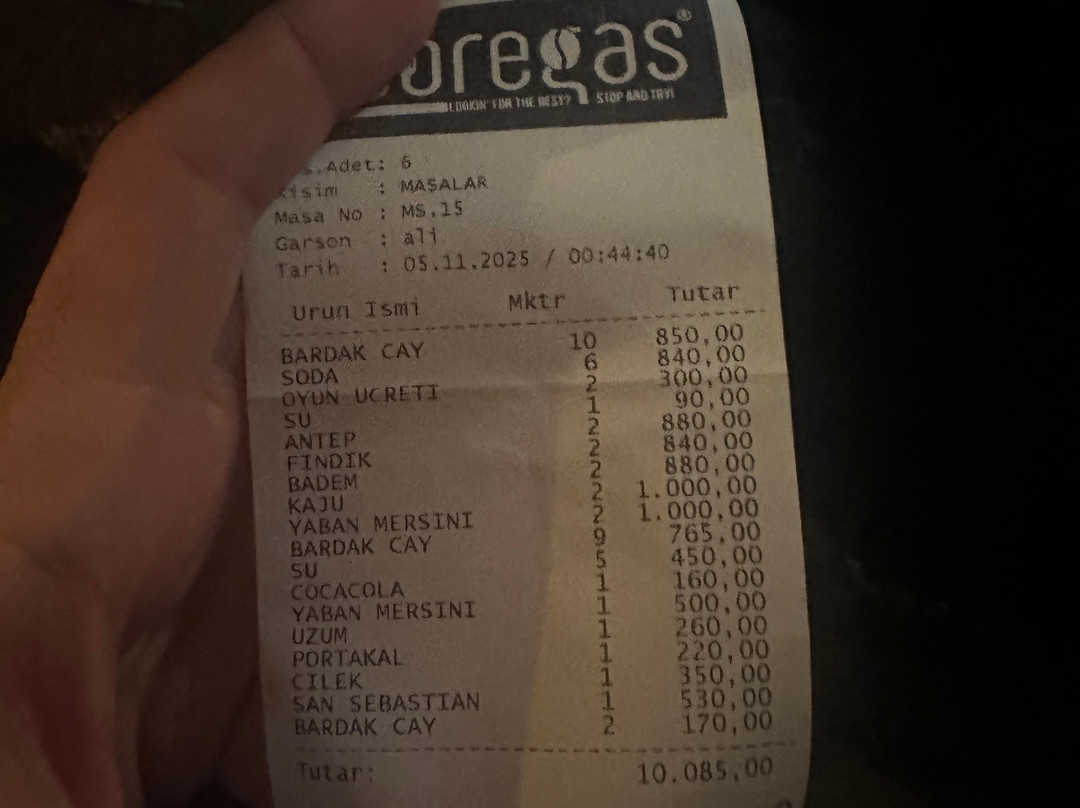 oregas®
LOOKIN' FOR THE BEST? STOP AND TRY!
.Adet: 6
: MASALAR
Masa No : MS.15
Garson : ali
Tarih : 05.11.2025 / 00:44:40
Urun Ismi Mktr Tutar
BARDAK CAY 10 850,00
SODA 6 840,00
OYUN UCRETI 2 300,00
SU 1 90,00
ANTEP 2 880,00
FINDIK 2 840,00
BADEM 2 880,00
KAJU 2 1.000,00
YABAN MERSINI 2 1.000,00
BARDAK CAY 9 765,00
SU 5 450,00
COCACOLA 1 160,00
YABAN MERSINI 1 500,00
UZUM 1 260,00
PORTAKAL 1 220,00
CILEK 1 350,00
SAN SEBASTIAN 1 530,00
BARDAK CAY 2 170,00
Tutar: 10.085,00